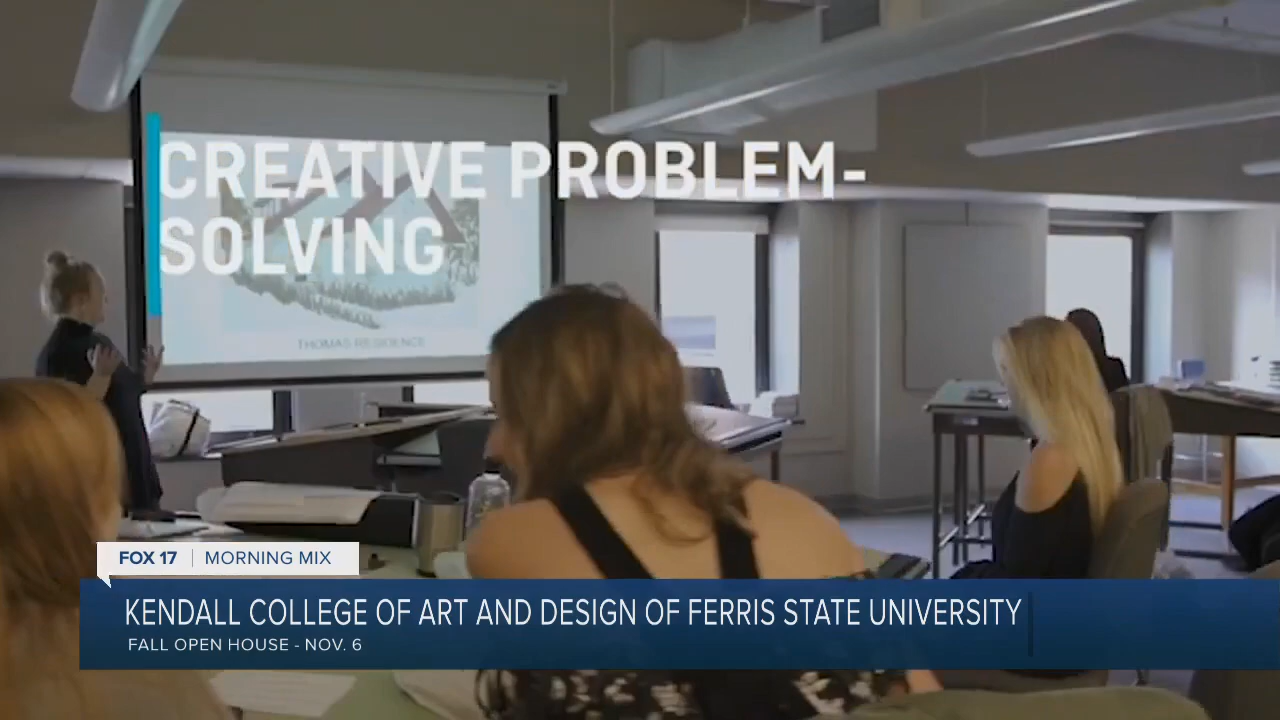 CREATIVE PROBLEM-
SOLVING
THOMAS RESIDENCE
FOX 17 | MORNING MIX
KENDALL COLLEGE OF ART AND DESIGN OF FERRIS STATE UNIVERSITY
FALL OPEN HOUSE - NOV. 6